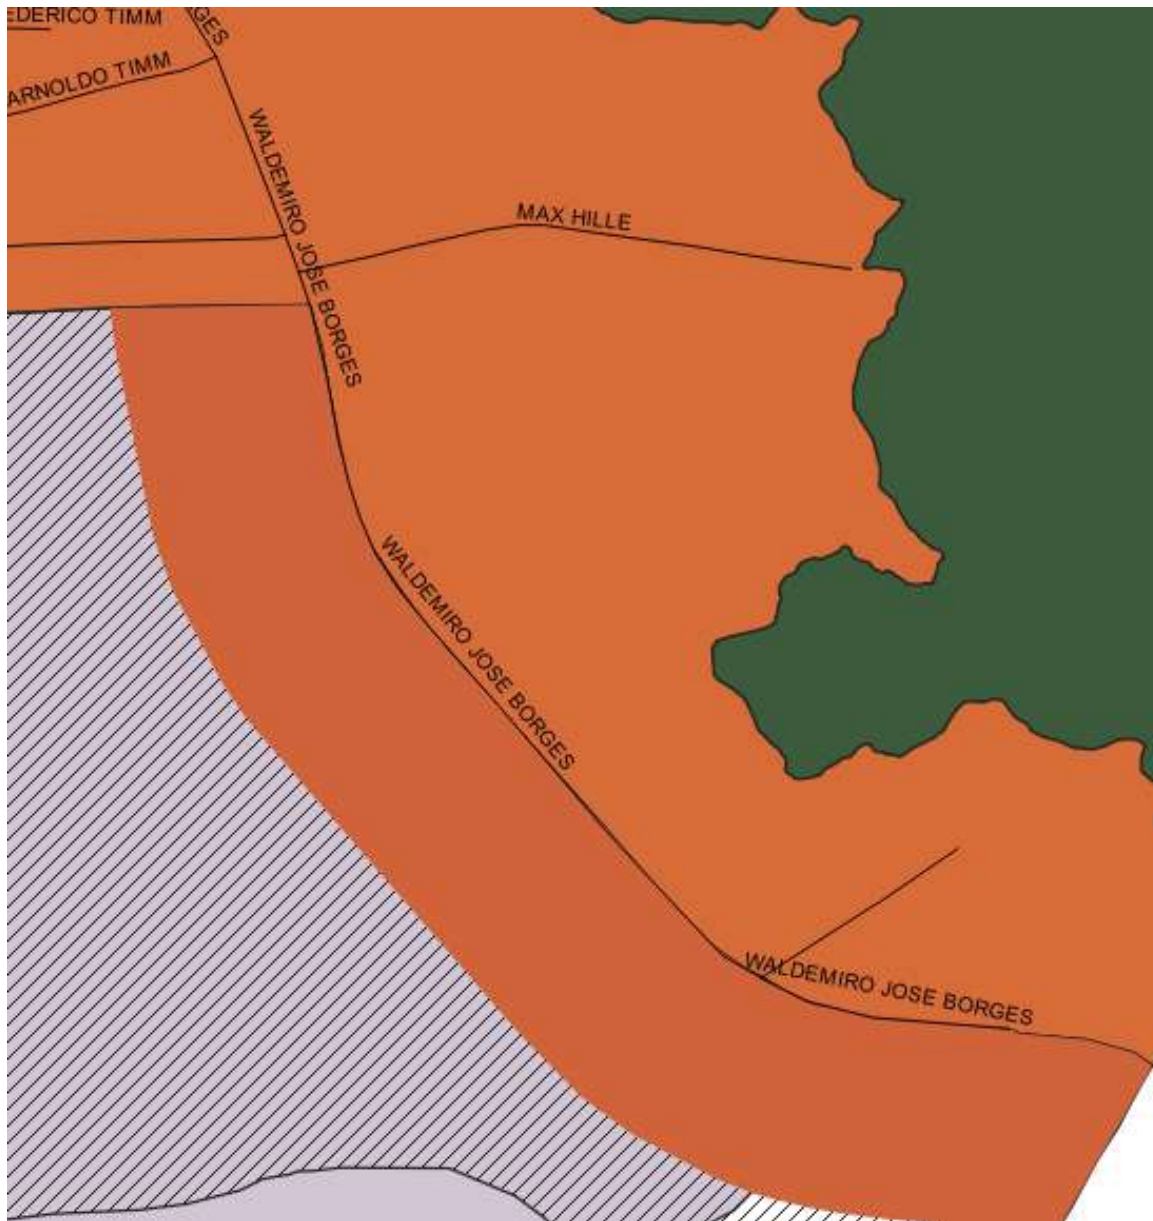 EDERICO TIMM
GES
ARNOLDO TIMM
WALDEMIRO JOSE BORGES
MAX HILLE
WALDEMIRO JOSE BORGES
WALDEMIRO JOSE BORGES